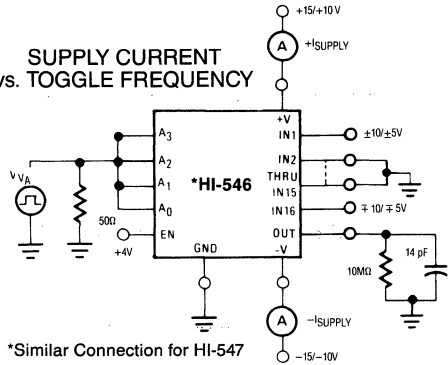 +15/+10 V
A
+ISUPPLY
SUPPLY CURRENT
vs. TOGGLE FREQUENCY
+V
A3
IN1
±10/±5V
A2
*HI-546
IN2
THRU
A1
IN15
VVA
A0
IN16
∓10/∓5V
50Ω
EN
OUT
+4V
GND
-V
10MΩ
14 pF
A
−ISUPPLY
*Similar Connection for HI-547
−15/−10V